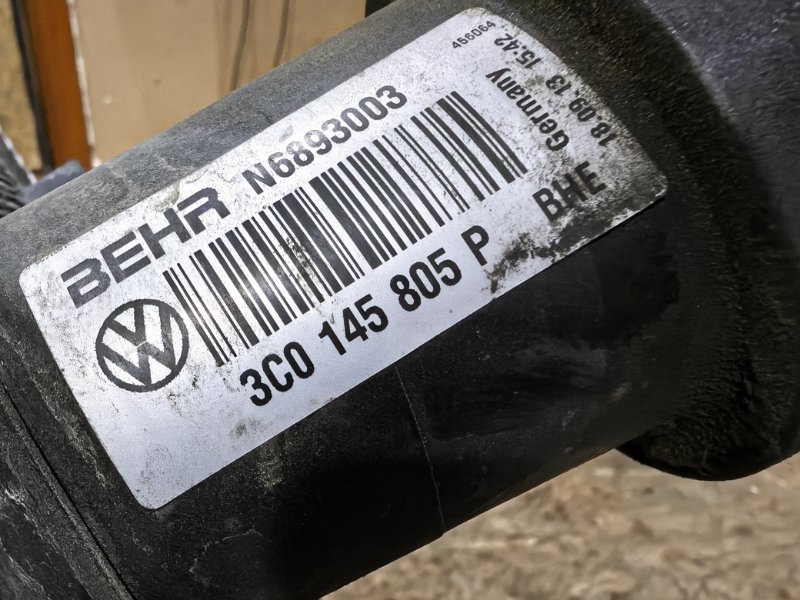 BEHR N6893003
456064
3C0 145 805 P
BHE Germany
18.09.13 15:42